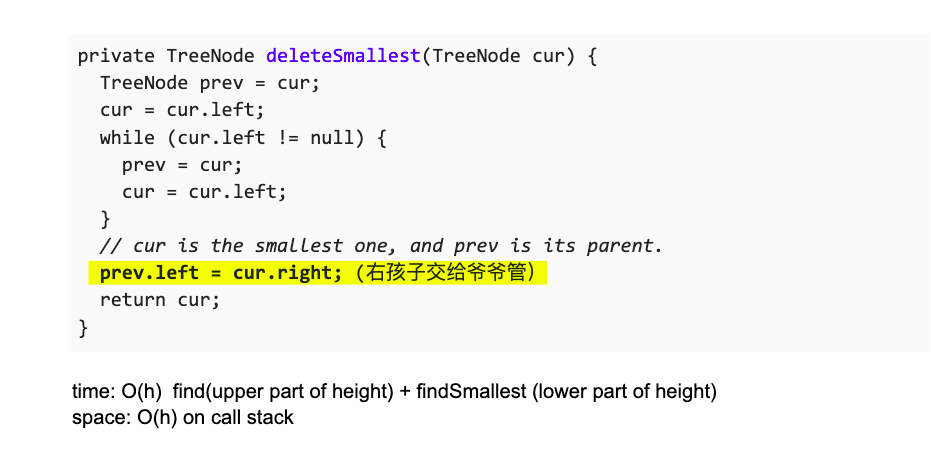 private TreeNode deleteSmallest(TreeNode cur) {
  TreeNode prev = cur;
  cur = cur.left;
  while (cur.left != null) {
    prev = cur;
    cur = cur.left;
  }
  // cur is the smallest one, and prev is its parent.
  prev.left = cur.right; (右孩子交给爷爷管)
  return cur;
}
time: O(h)  find(upper part of height) + findSmallest (lower part of height)
space: O(h) on call stack